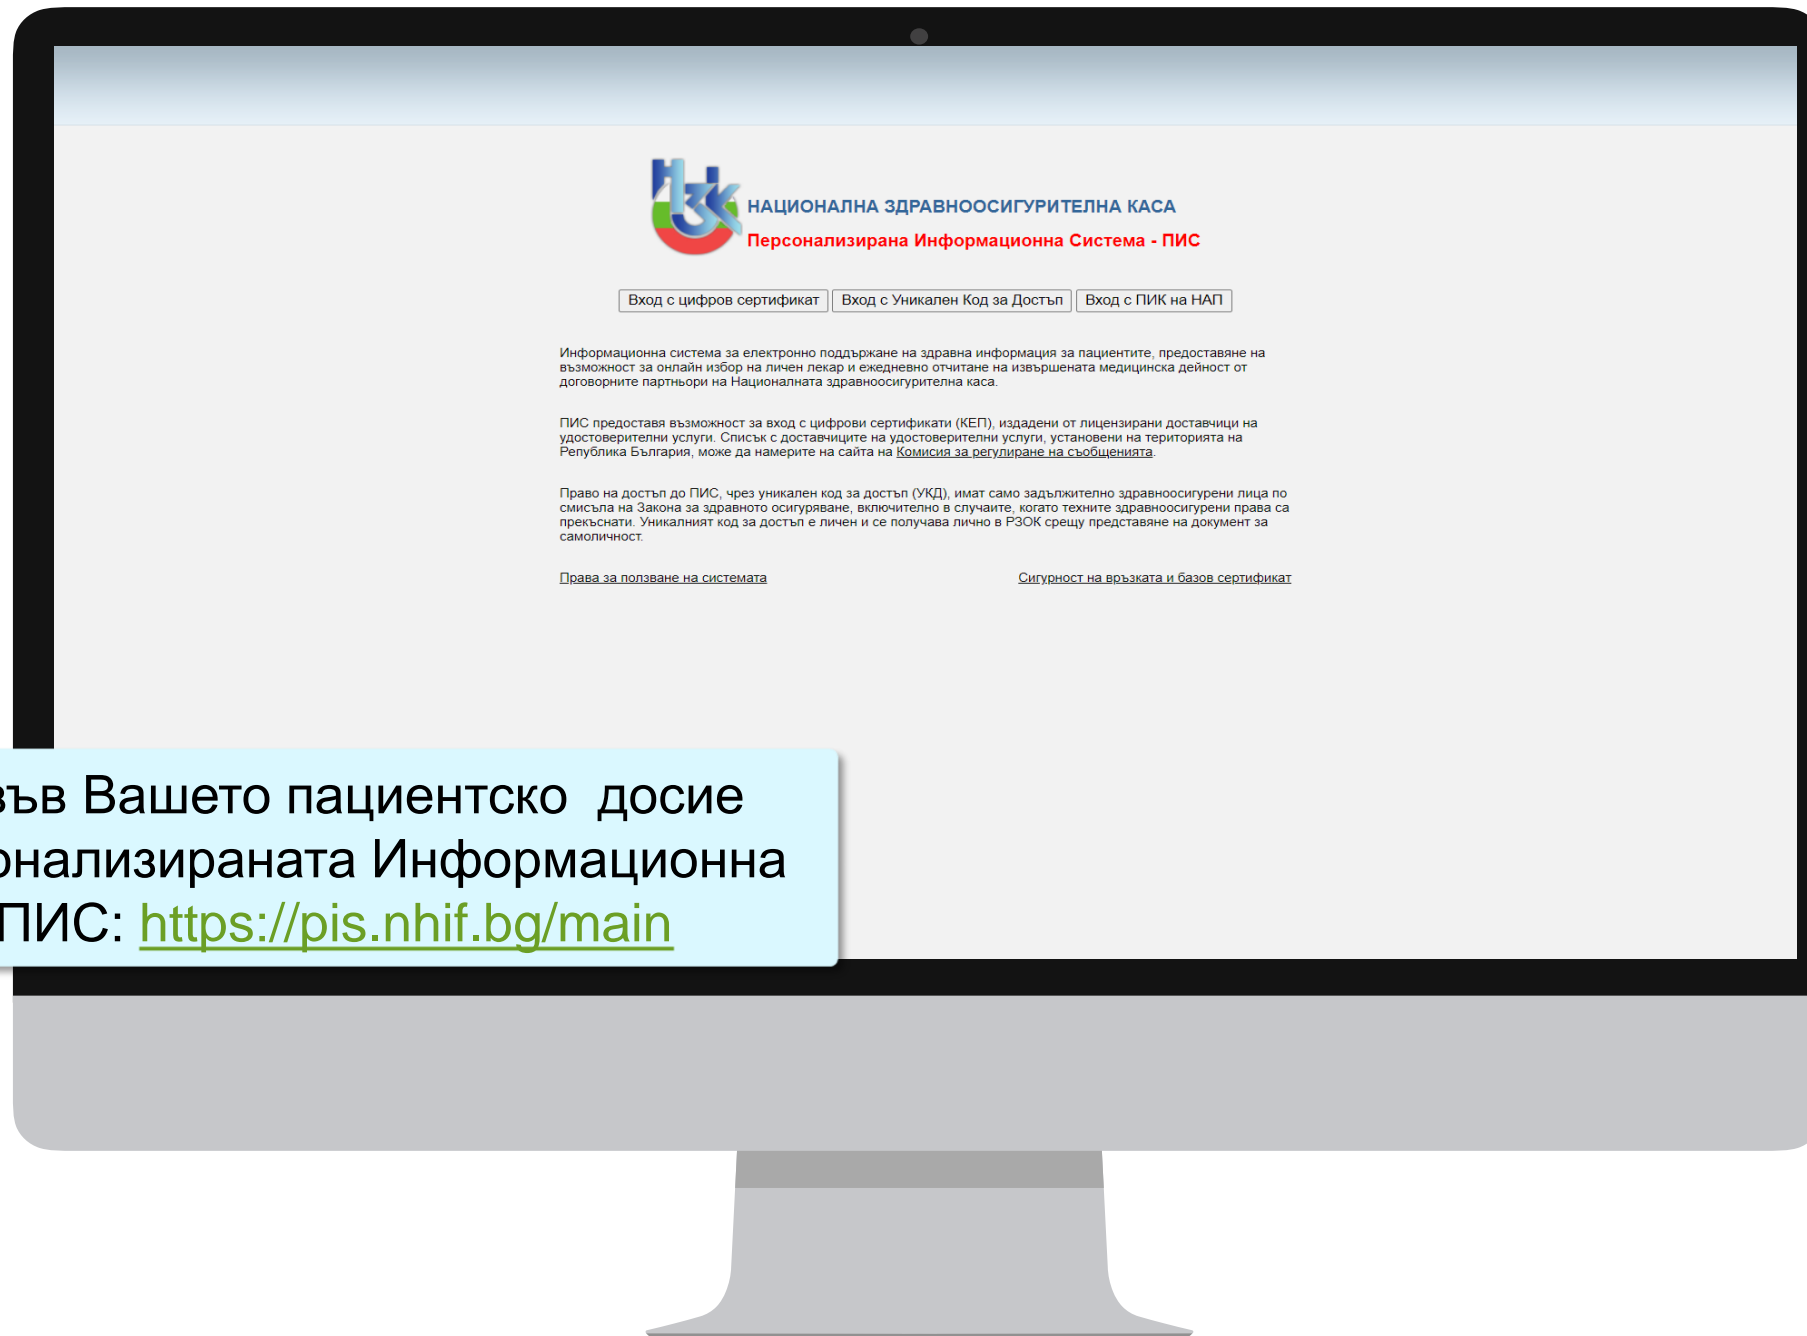 НЗК
НАЦИОНАЛНА ЗДРАВНООСИГУРИТЕЛНА КАСА
Персонализирана Информационна Система - ПИС
Вход с цифров сертификат Вход с Уникален Код за Достъп Вход с ПИК на НАП
Информационна система за електронно поддържане на здравна информация за пациентите, предоставяне на
възможност за онлайн избор на личен лекар и ежедневно отчитане на извършената медицинска дейност от
договорните партньори на Националната здравноосигурителна каса.
ПИС предоставя възможност за вход с цифрови сертификати (КЕП), издадени от лицензирани доставчици на
удостоверителни услуги. Списък с доставчиците на удостоверителни услуги, установени на територията на
Република България, може да намерите на сайта на Комисия за регулиране на съобщенията.
Право на достъп до ПИС, чрез уникален код за достъп (УКД), имат само задължително здравноосигурени лица по
смисъла на Закона за здравното осигуряване, включително в случаите, когато техните здравноосигурени права са
прекъснати. Уникалният код за достъп е личен и се получава лично в РЗОК срещу представяне на документ за
самоличност.
Права за ползване на системата Сигурност на връзката и базов сертификат
във Вашето пациентско досие
онализираната Информационна
ПИС: https://pis.nhif.bg/main